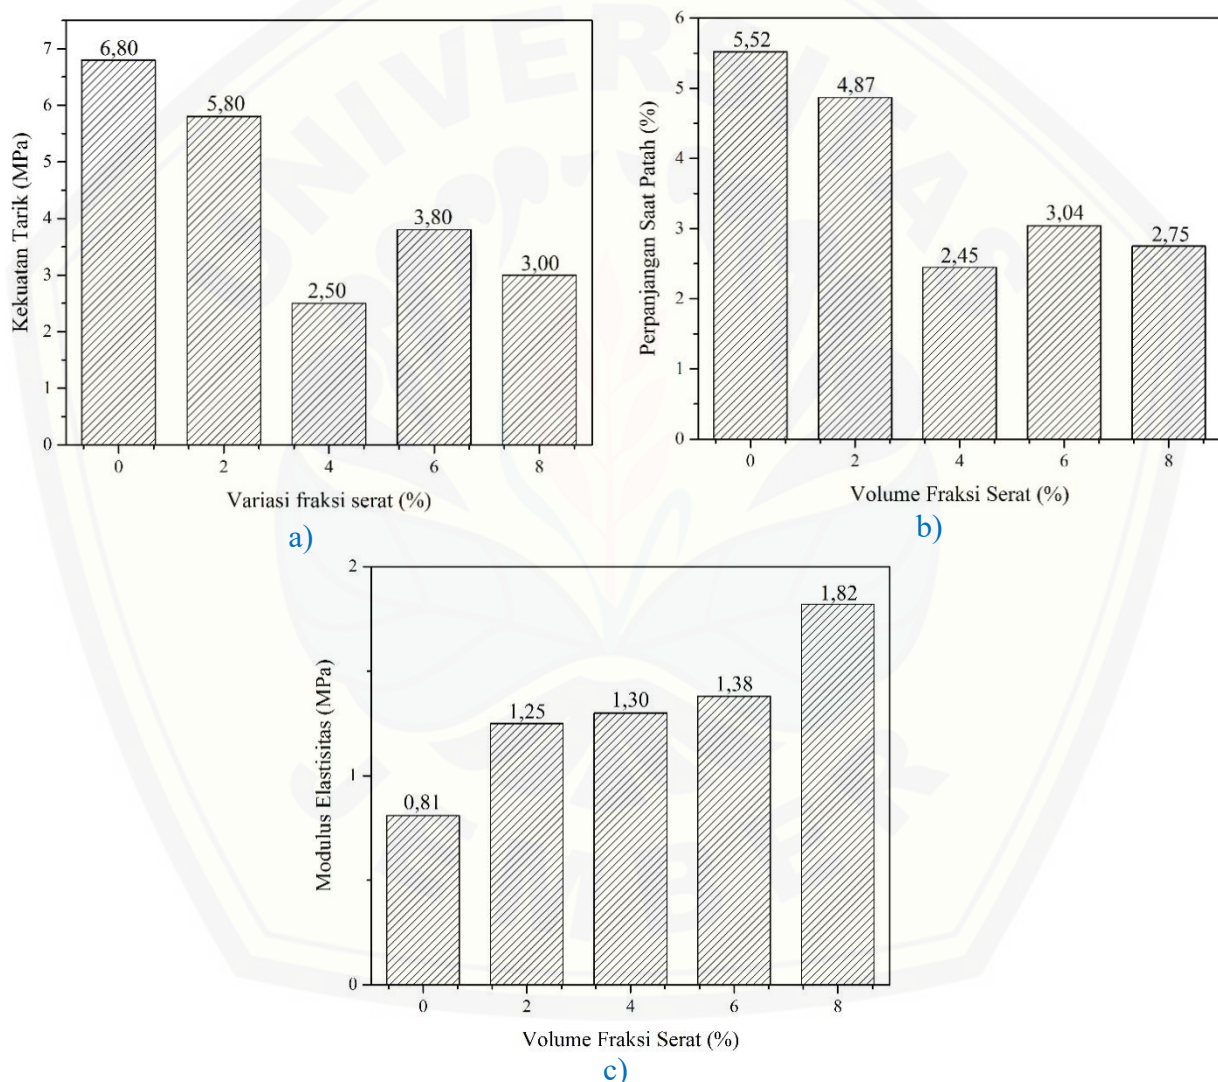 Kekuatan Tarik (MPa)
7
6
5
4
3
2
1
0
6,80
5,80
2,50
3,80
3,00
0 2 4 6 8
Variasi fraksi serat (%)
a)
Perpanjangan Saat Patah (%)
6
5
4
3
2
1
0
5,52
4,87
2,45
3,04
2,75
0 2 4 6 8
Volume Fraksi Serat (%)
b)
Modulus Elastisitas (MPa)
2
1
0
0,81
1,25
1,30
1,38
1,82
0 2 4 6 8
Volume Fraksi Serat (%)
c)
UNIVERSITAS
JEMBER